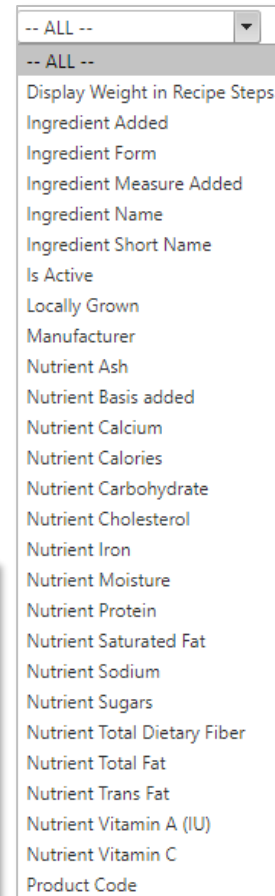 -- ALL --
-- ALL --
Display Weight in Recipe Steps
Ingredient Added
Ingredient Form
Ingredient Measure Added
Ingredient Name
Ingredient Short Name
Is Active
Locally Grown
Manufacturer
Nutrient Ash
Nutrient Basis added
Nutrient Calcium
Nutrient Calories
Nutrient Carbohydrate
Nutrient Cholesterol
Nutrient Iron
Nutrient Moisture
Nutrient Protein
Nutrient Saturated Fat
Nutrient Sodium
Nutrient Sugars
Nutrient Total Dietary Fiber
Nutrient Total Fat
Nutrient Trans Fat
Nutrient Vitamin A (IU)
Nutrient Vitamin C
Product Code